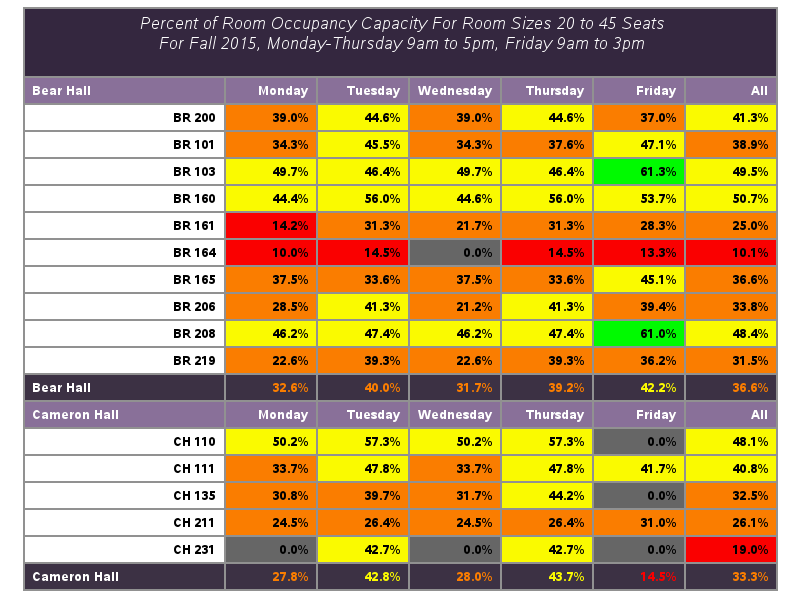 Percent of Room Occupancy Capacity For Room Sizes 20 to 45 Seats
For Fall 2015, Monday-Thursday 9am to 5pm, Friday 9am to 3pm
Bear Hall Monday Tuesday Wednesday Thursday Friday All
BR 200 39.0% 44.6% 39.0% 44.6% 37.0% 41.3%
BR 101 34.3% 45.5% 34.3% 37.6% 47.1% 38.9%
BR 103 49.7% 46.4% 49.7% 46.4% 61.3% 49.5%
BR 160 44.4% 56.0% 44.6% 56.0% 53.7% 50.7%
BR 161 14.2% 31.3% 21.7% 31.3% 28.3% 25.0%
BR 164 10.0% 14.5% 0.0% 14.5% 13.3% 10.1%
BR 165 37.5% 33.6% 37.5% 33.6% 45.1% 36.6%
BR 206 28.5% 41.3% 21.2% 41.3% 39.4% 33.8%
BR 208 46.2% 47.4% 46.2% 47.4% 61.0% 48.4%
BR 219 22.6% 39.3% 22.6% 39.3% 36.2% 31.5%
Bear Hall 32.6% 40.0% 31.7% 39.2% 42.2% 36.6%
Cameron Hall Monday Tuesday Wednesday Thursday Friday All
CH 110 50.2% 57.3% 50.2% 57.3% 0.0% 48.1%
CH 111 33.7% 47.8% 33.7% 47.8% 41.7% 40.8%
CH 135 30.8% 39.7% 31.7% 44.2% 0.0% 32.5%
CH 211 24.5% 26.4% 24.5% 26.4% 31.0% 26.1%
CH 231 0.0% 42.7% 0.0% 42.7% 0.0% 19.0%
Cameron Hall 27.8% 42.8% 28.0% 43.7% 14.5% 33.3%